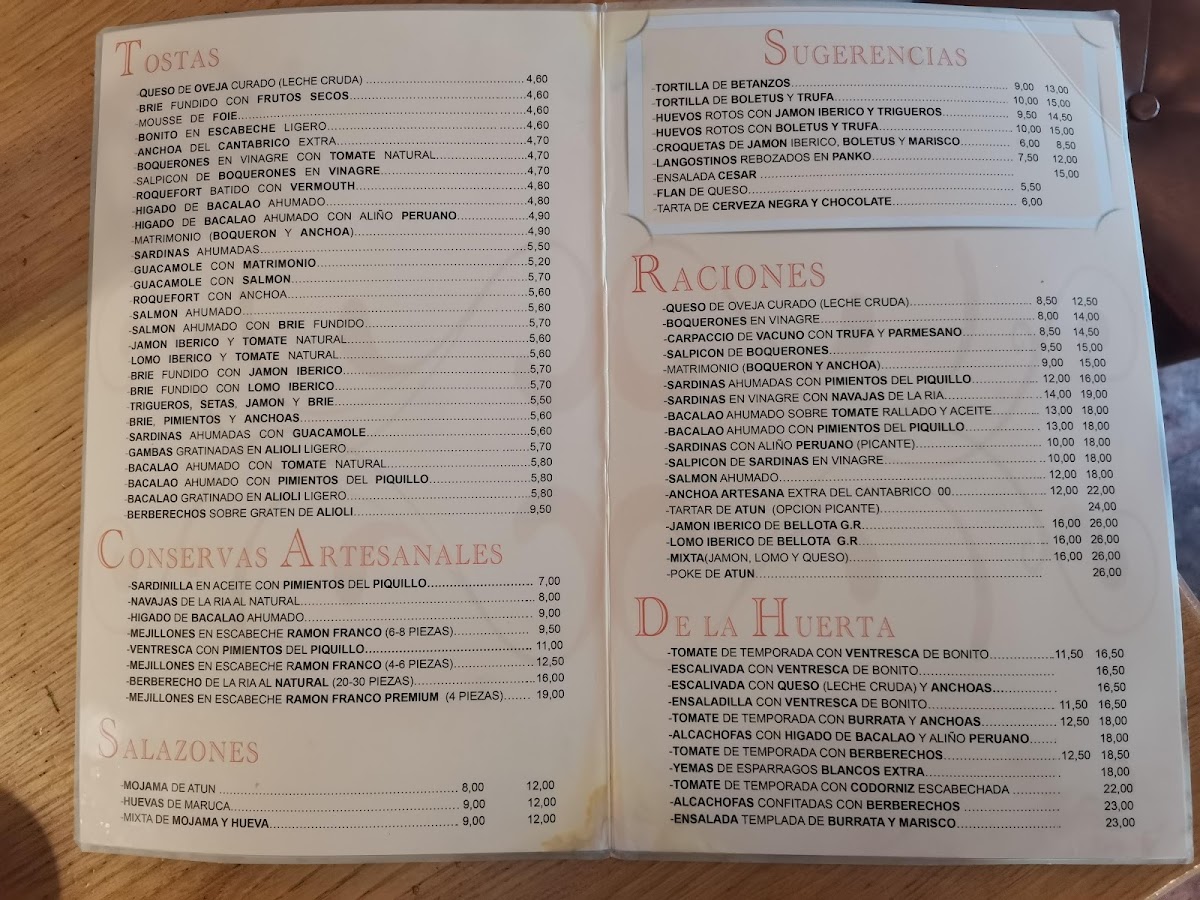 TOSTAS
-QUESO DE OVEJA CURADO (LECHE CRUDA) 4,60
-BRIE FUNDIDO CON FRUTOS SECOS 4,60
-MOUSSE DE FOIE 4,60
-BONITO EN ESCABECHE LIGERO 4,60
-ANCHOA DEL CANTABRICO EXTRA 4,70
-BOQUERONES EN VINAGRE CON TOMATE NATURAL 4,70
-SALPICON DE BOQUERONES EN VINAGRE 4,70
-ROQUEFORT BATIDO CON VERMOUTH 4,80
-HIGADO DE BACALAO AHUMADO 4,80
-HIGADO DE BACALAO AHUMADO CON ALIÑO PERUANO 4,90
-MATRIMONIO (BOQUERON Y ANCHOA) 4,90
-SARDINAS AHUMADAS 5,50
-GUACAMOLE CON MATRIMONIO 5,20
-GUACAMOLE CON SALMON 5,70
-ROQUEFORT CON ANCHOA 5,60
-SALMON AHUMADO 5,60
-SALMON AHUMADO CON BRIE FUNDIDO 5,70
-JAMON IBERICO Y TOMATE NATURAL 5,60
-LOMO IBERICO Y TOMATE NATURAL 5,60
-BRIE FUNDIDO CON JAMON IBERICO 5,70
-BRIE FUNDIDO CON LOMO IBERICO 5,70
-TRIGUEROS, SETAS, JAMON Y BRIE 5,50
-BRIE, PIMIENTOS Y ANCHOAS 5,60
-SARDINAS AHUMADAS CON GUACAMOLE 5,60
-GAMBAS GRATINADAS EN ALIOLI LIGERO 5,70
-BACALAO AHUMADO CON TOMATE NATURAL 5,80
-BACALAO AHUMADO CON PIMIENTOS DEL PIQUILLO 5,80
-BACALAO GRATINADO EN ALIOLI LIGERO 5,80
-BERBERECHOS SOBRE GRATEN DE ALIOLI 9,50
CONSERVAS ARTESANALES
-SARDINILLA EN ACEITE CON PIMIENTOS DEL PIQUILLO 7,00
-NAVAJAS DE LA RIA AL NATURAL 8,00
-HIGADO DE BACALAO AHUMADO 9,00
-MEJILLONES EN ESCABECHE RAMON FRANCO (6-8 PIEZAS) 9,50
-VENTRESCA CON PIMIENTOS DEL PIQUILLO 11,00
-MEJILLONES EN ESCABECHE RAMON FRANCO (4-6 PIEZAS) 12,50
-BERBERECHO DE LA RIA AL NATURAL (20-30 PIEZAS) 16,00
-MEJILLONES EN ESCABECHE RAMON FRANCO PREMIUM (4 PIEZAS) 19,00
SALAZONES
-MOJAMA DE ATUN 8,00 12,00
-HUEVAS DE MARUCA 9,00 12,00
-MIXTA DE MOJAMA Y HUEVA 9,00 12,00
SUGERENCIAS
-TORTILLA DE BETANZOS 9,00 13,00
-TORTILLA DE BOLETUS Y TRUFA 10,00 15,00
-HUEVOS ROTOS CON JAMON IBERICO Y TRIGUEROS 9,50 14,50
-HUEVOS ROTOS CON BOLETUS Y TRUFA 10,00 15,00
-CROQUETAS DE JAMON IBERICO, BOLETUS Y MARISCO 6,00 8,50
-LANGOSTINOS REBOZADOS EN PANKO 7,50 12,00
-ENSALADA CESAR 15,00
-FLAN DE QUESO 5,50
-TARTA DE CERVEZA NEGRA Y CHOCOLATE 6,00
RACIONES
-QUESO DE OVEJA CURADO (LECHE CRUDA) 8,50 12,50
-BOQUERONES EN VINAGRE 8,00 14,00
-CARPACCIO DE VACUNO CON TRUFA Y PARMESANO 8,50 14,50
-SALPICON DE BOQUERONES 9,50 15,00
-MATRIMONIO (BOQUERON Y ANCHOA) 9,00 15,00
-SARDINAS AHUMADAS CON PIMIENTOS DEL PIQUILLO 12,00 16,00
-SARDINAS EN VINAGRE CON NAVAJAS DE LA RIA 14,00 19,00
-BACALAO AHUMADO SOBRE TOMATE RALLADO Y ACEITE 13,00 18,00
-BACALAO AHUMADO CON PIMIENTOS DEL PIQUILLO 13,00 18,00
-SARDINAS CON ALIÑO PERUANO (PICANTE) 10,00 18,00
-SALPICON DE SARDINAS EN VINAGRE 10,00 18,00
-SALMON AHUMADO 12,00 18,00
-ANCHOA ARTESANA EXTRA DEL CANTABRICO 00 12,00 22,00
-TARTAR DE ATUN (OPCION PICANTE) 24,00
-JAMON IBERICO DE BELLOTA G.R 16,00 26,00
-LOMO IBERICO DE BELLOTA G.R 16,00 26,00
-MIXTA(JAMON, LOMO Y QUESO) 16,00 26,00
-POKE DE ATUN 26,00
DE LA HUERTA
-TOMATE DE TEMPORADA CON VENTRESCA DE BONITO 11,50 16,50
-ESCALIVADA CON VENTRESCA DE BONITO 16,50
-ESCALIVADA CON QUESO (LECHE CRUDA) Y ANCHOAS 16,50
-ENSALADILLA CON VENTRESCA DE BONITO 11,50 16,50
-TOMATE DE TEMPORADA CON BURRATA Y ANCHOAS 12,50 18,00
-ALCACHOFAS CON HIGADO DE BACALAO Y ALIÑO PERUANO 18,00
-TOMATE DE TEMPORADA CON BERBERECHOS 12,50 18,50
-YEMAS DE ESPARRAGOS BLANCOS EXTRA 18,00
-TOMATE DE TEMPORADA CON CODORNIZ ESCABECHADA 22,00
-ALCACHOFAS CONFITADAS CON BERBERECHOS 23,00
-ENSALADA TEMPLADA DE BURRATA Y MARISCO 23,00